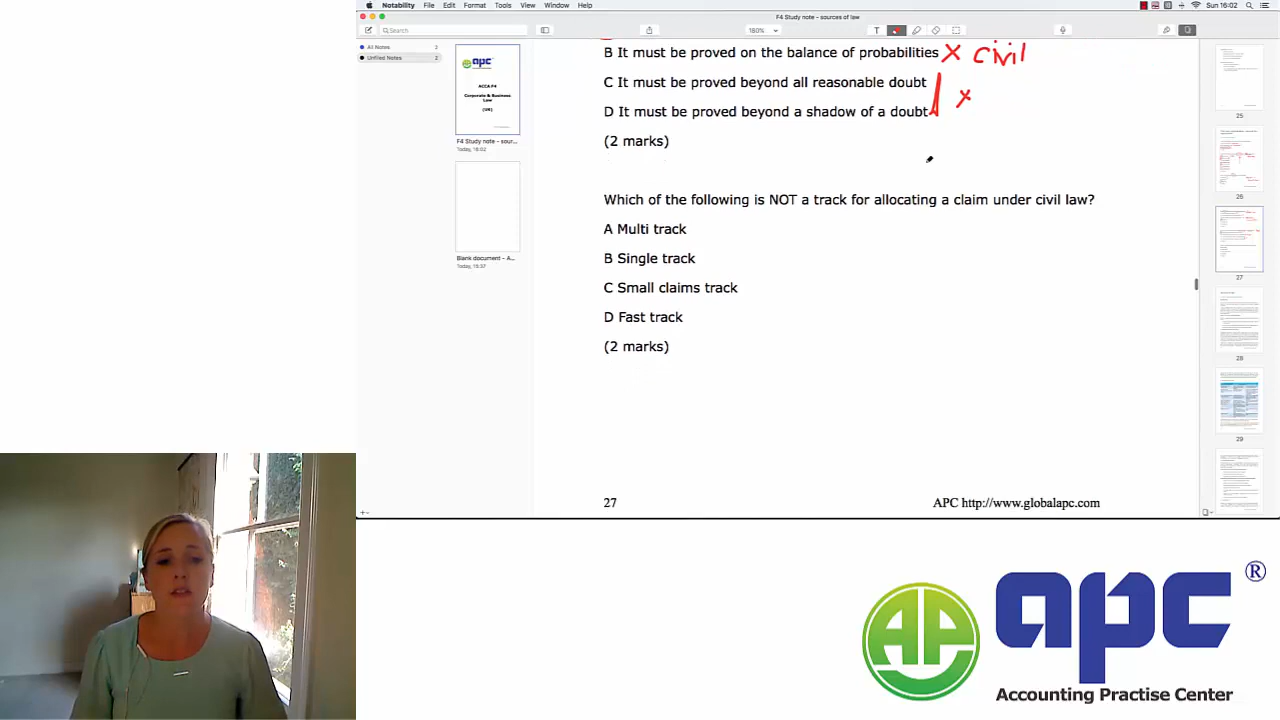 Notability File Edit Format Tools View Window Help
Sun 16:02
F4 Study note - sources of law
Search
180%
T
All Notes 2
Unfiled Notes 2
apc
ACCA F4
Corporate & Business
Law
(UK)
F4 Study note - sour...
Today, 16:02
Blank document - A...
Today, 15:37
B It must be proved on the balance of probabilities X civil
C It must be proved beyond all reasonable doubt
D It must be proved beyond a shadow of a doubt x
(2 marks)
Which of the following is NOT a track for allocating a claim under civil law?
A Multi track
B Single track
C Small claims track
D Fast track
(2 marks)
27
APC http://www.globalapc.com
25
26
27
28
29
AP
apc ®
Accounting Practise Center